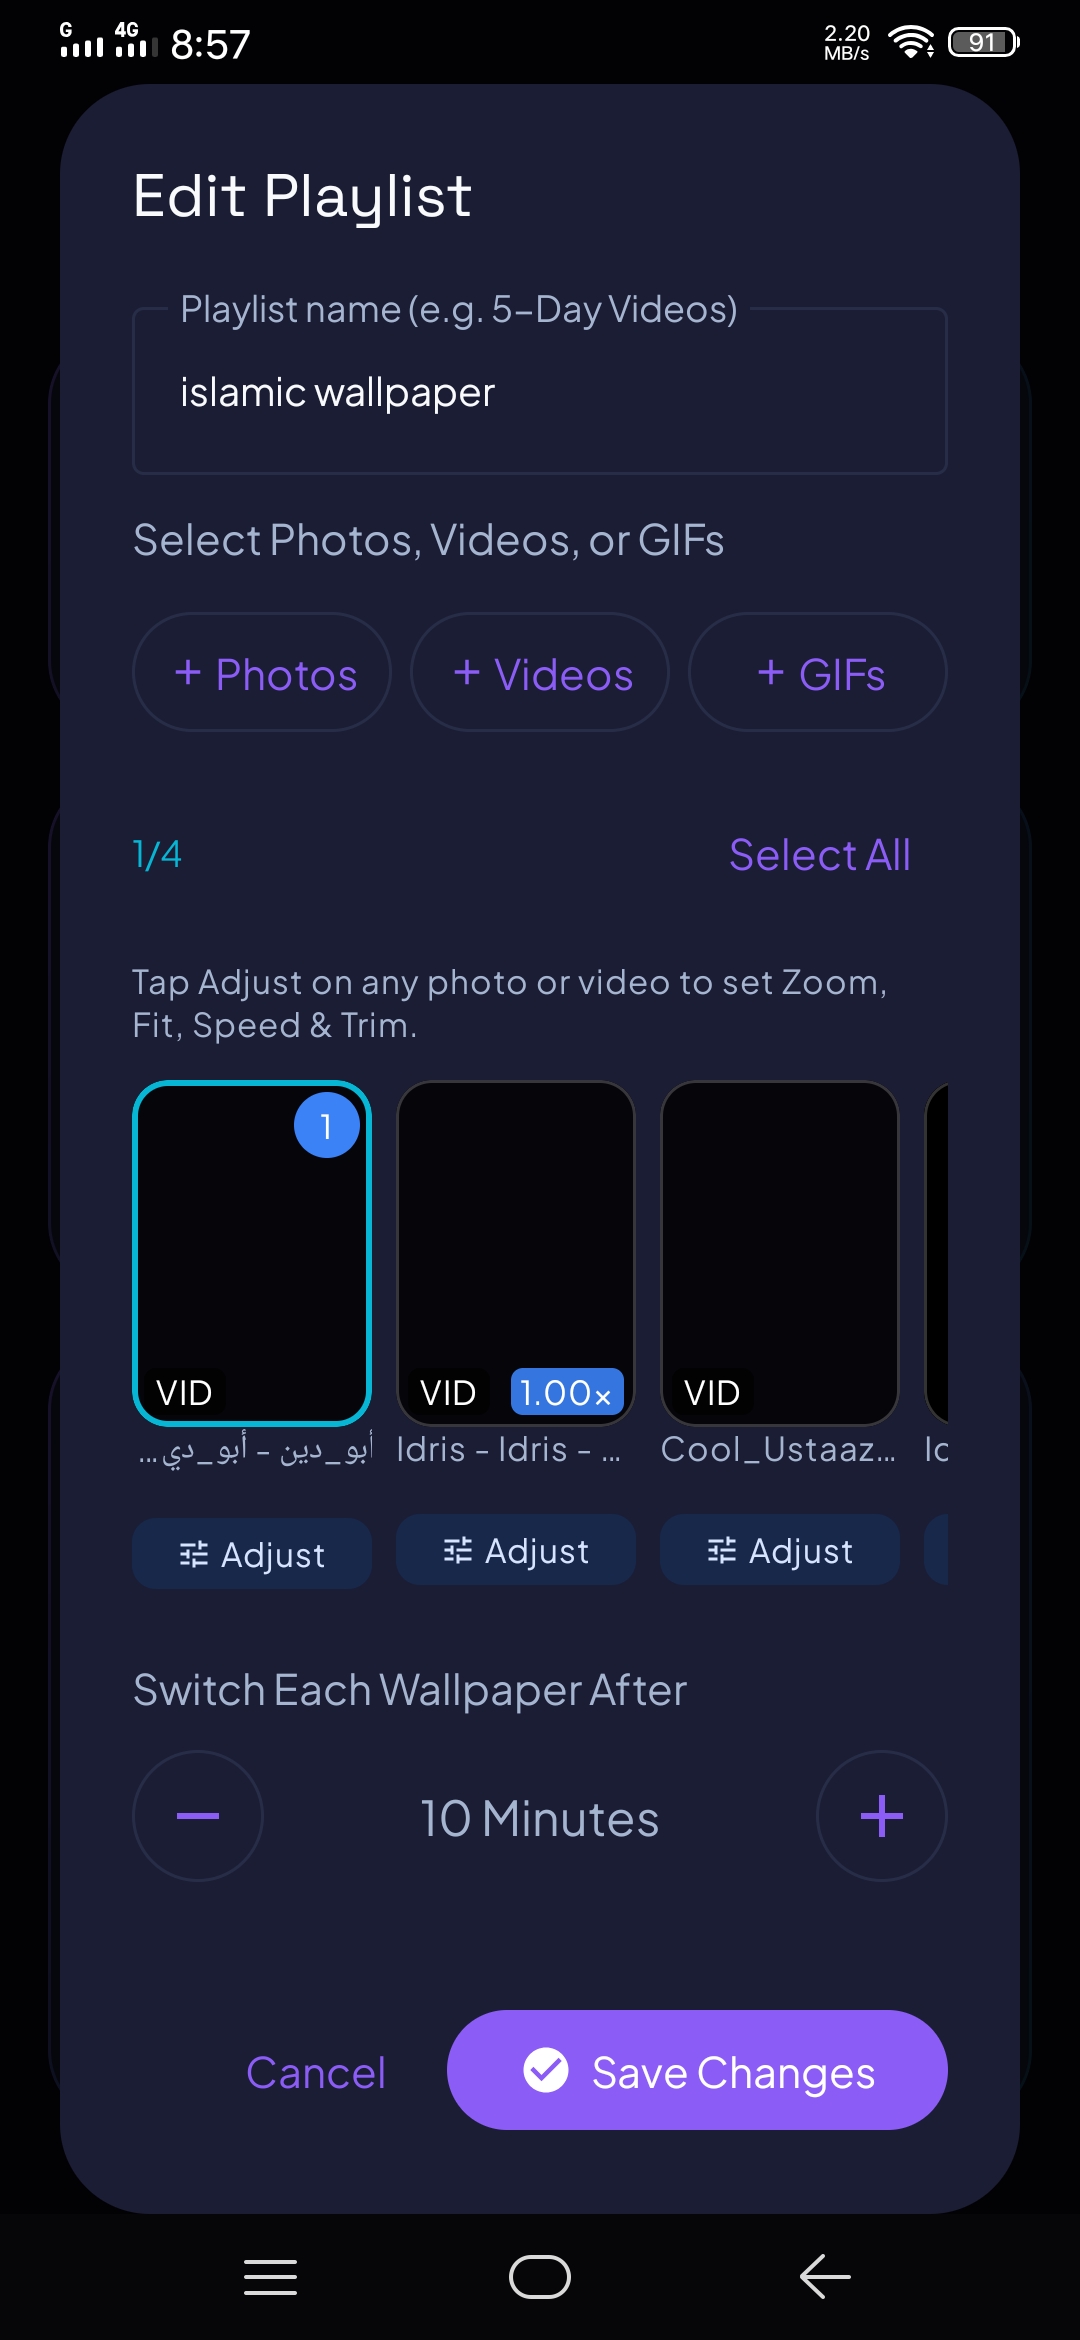 G 4G 8:57 2.20 MB/s 91
Edit Playlist
Playlist name (e.g. 5-Day Videos)
islamic wallpaper
Select Photos, Videos, or GIFs
+ Photos + Videos + GIFs
1/4 Select All
Tap Adjust on any photo or video to set Zoom,
Fit, Speed & Trim.
1
VID VID 1.00× VID
أبو_دين - أبو_دي... Idris - Idris - ... Cool_Ustaaz...
Adjust Adjust Adjust
Switch Each Wallpaper After
10 Minutes
Cancel Save Changes